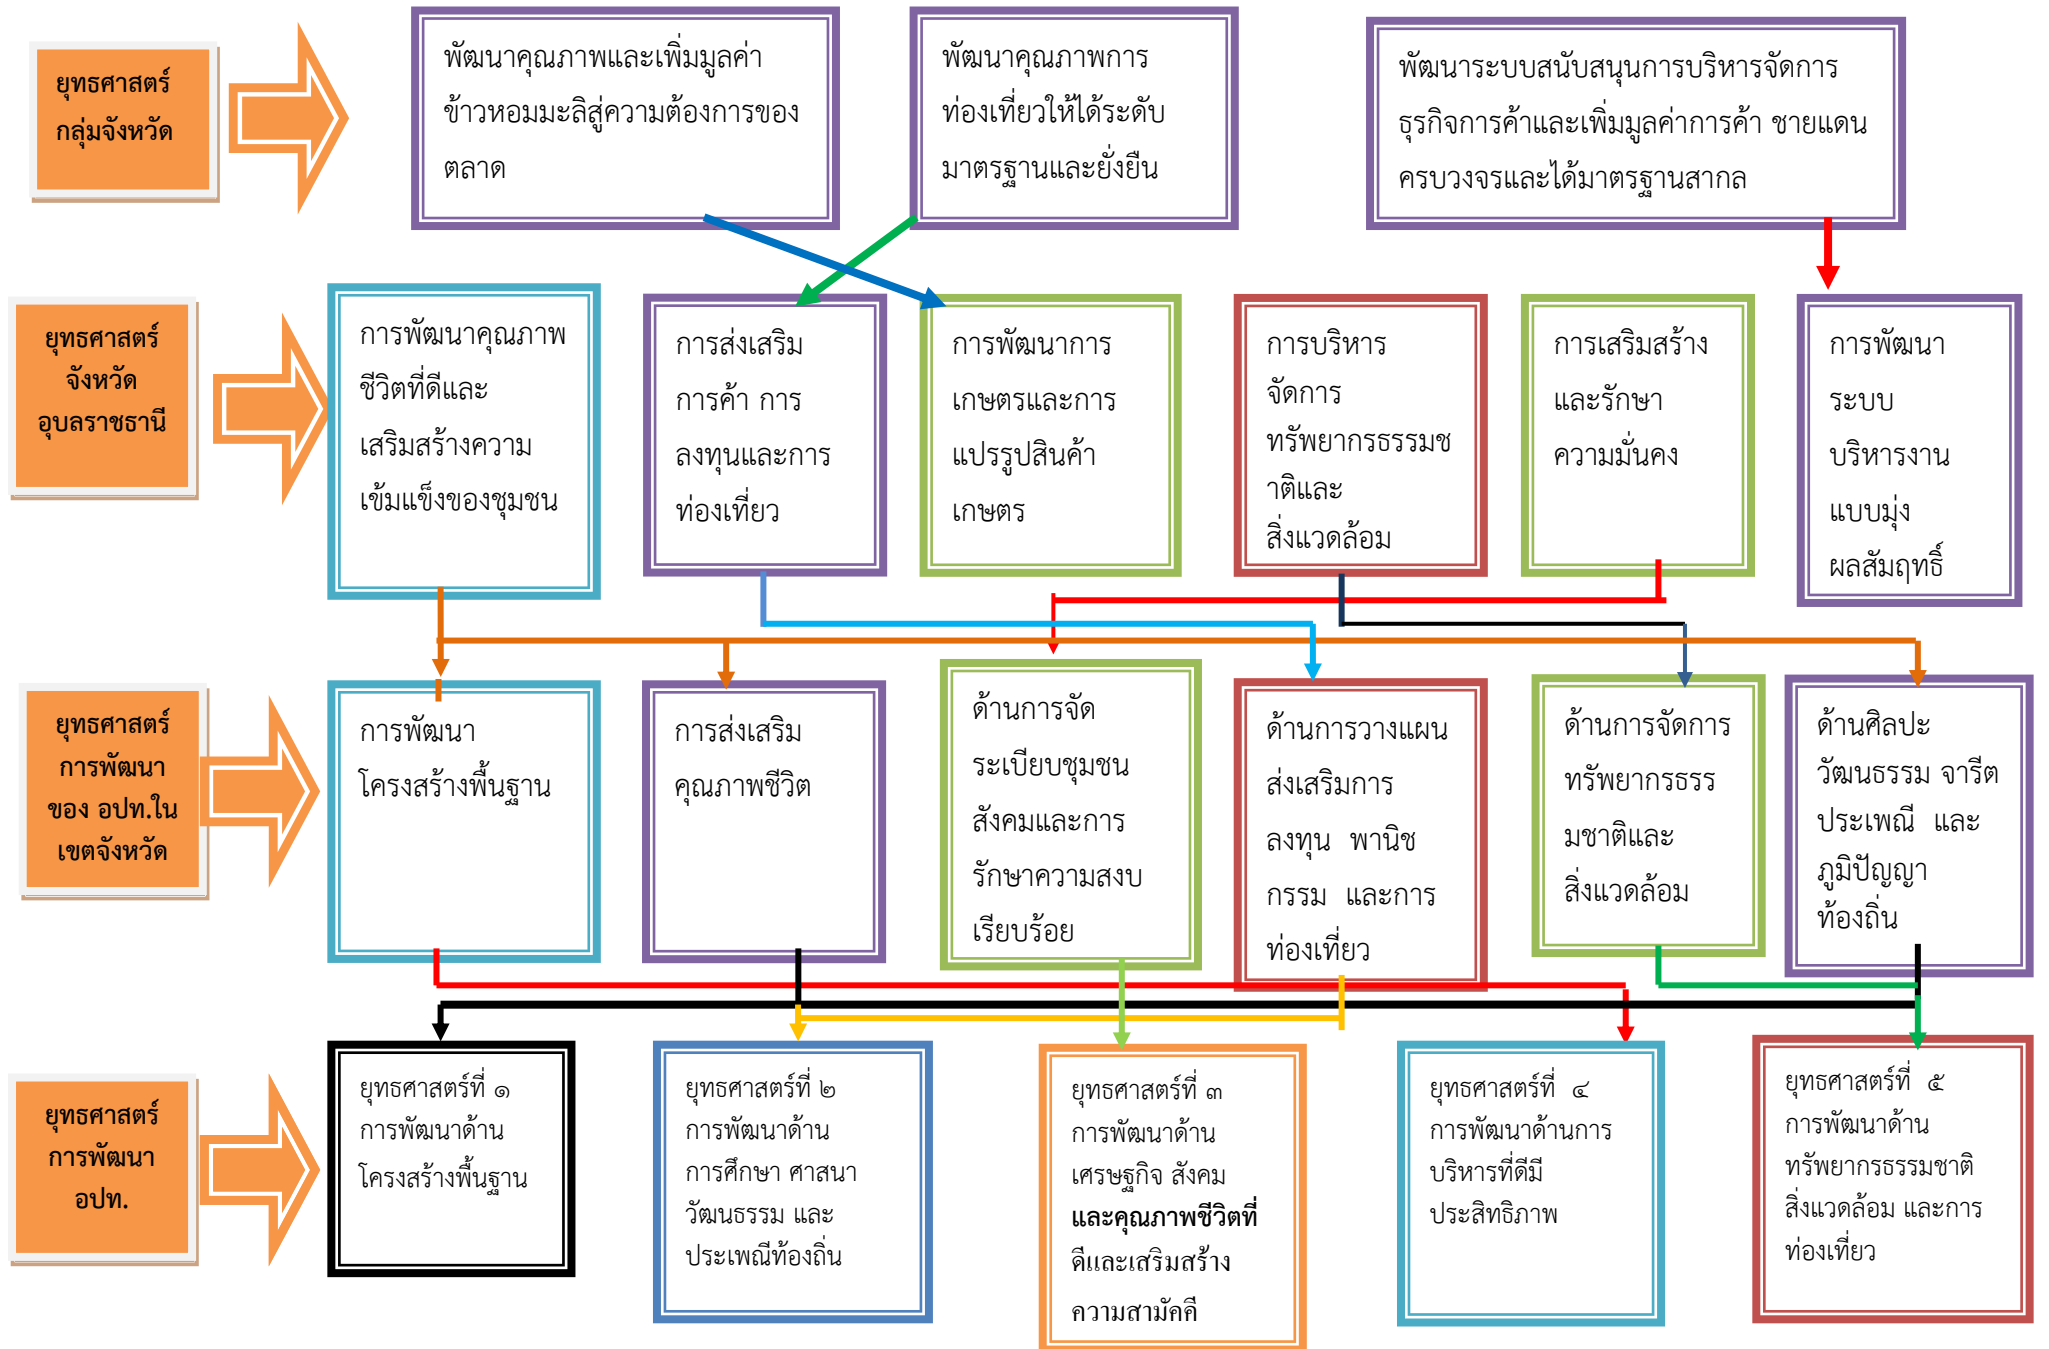 ยุทธศาสตร์
กลุ่มจังหวัด
พัฒนาคุณภาพและเพิ่มมูลค่า
ข้าวหอมมะลิสู่ความต้องการของ
ตลาด
พัฒนาคุณภาพการ
ท่องเที่ยวให้ได้ระดับ
มาตรฐานและยั่งยืน
พัฒนาระบบสนับสนุนการบริหารจัดการ
ธุรกิจการค้าและเพิ่มมูลค่าการค้า ชายแดน
ครบวงจรและได้มาตรฐานสากล
ยุทธศาสตร์
จังหวัด
อุบลราชธานี
การพัฒนาคุณภาพ
ชีวิตที่ดีและ
เสริมสร้างความ
เข้มแข็งของชุมชน
การส่งเสริม
การค้า การ
ลงทุนและการ
ท่องเที่ยว
การพัฒนาการ
เกษตรและการ
แปรรูปสินค้า
เกษตร
การบริหาร
จัดการ
ทรัพยากรธรรมช
าติและ
สิ่งแวดล้อม
การเสริมสร้าง
และรักษา
ความมั่นคง
การพัฒนา
ระบบ
บริหารงาน
แบบมุ่ง
ผลสัมฤทธิ์
ยุทธศาสตร์
การพัฒนา
ของ อปท.ใน
เขตจังหวัด
การพัฒนา
โครงสร้างพื้นฐาน
การส่งเสริม
คุณภาพชีวิต
ด้านการจัด
ระเบียบชุมชน
สังคมและการ
รักษาความสงบ
เรียบร้อย
ด้านการวางแผน
ส่งเสริมการ
ลงทุน พานิช
กรรม และการ
ท่องเที่ยว
ด้านการจัดการ
ทรัพยากรธรร
มชาติและ
สิ่งแวดล้อม
ด้านศิลปะ
วัฒนธรรม จารีต
ประเพณี และ
ภูมิปัญญา
ท้องถิ่น
ยุทธศาสตร์
การพัฒนา
อปท.
ยุทธศาสตร์ที่ ๑
การพัฒนาด้าน
โครงสร้างพื้นฐาน
ยุทธศาสตร์ที่ ๒
การพัฒนาด้าน
การศึกษา ศาสนา
วัฒนธรรม และ
ประเพณีท้องถิ่น
ยุทธศาสตร์ที่ ๓
การพัฒนาด้าน
เศรษฐกิจ สังคม
และคุณภาพชีวิตที่
ดีและเสริมสร้าง
ความสามัคคี
ยุทธศาสตร์ที่ ๔
การพัฒนาด้านการ
บริหารที่ดีมี
ประสิทธิภาพ
ยุทธศาสตร์ที่ ๕
การพัฒนาด้าน
ทรัพยากรธรรมชาติ
สิ่งแวดล้อม และการ
ท่องเที่ยว